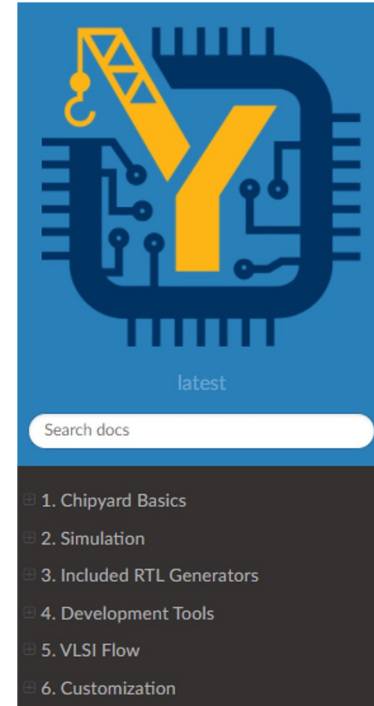 Y
latest
Search docs
1. Chipyard Basics
2. Simulation
3. Included RTL Generators
4. Development Tools
5. VLSI Flow
6. Customization